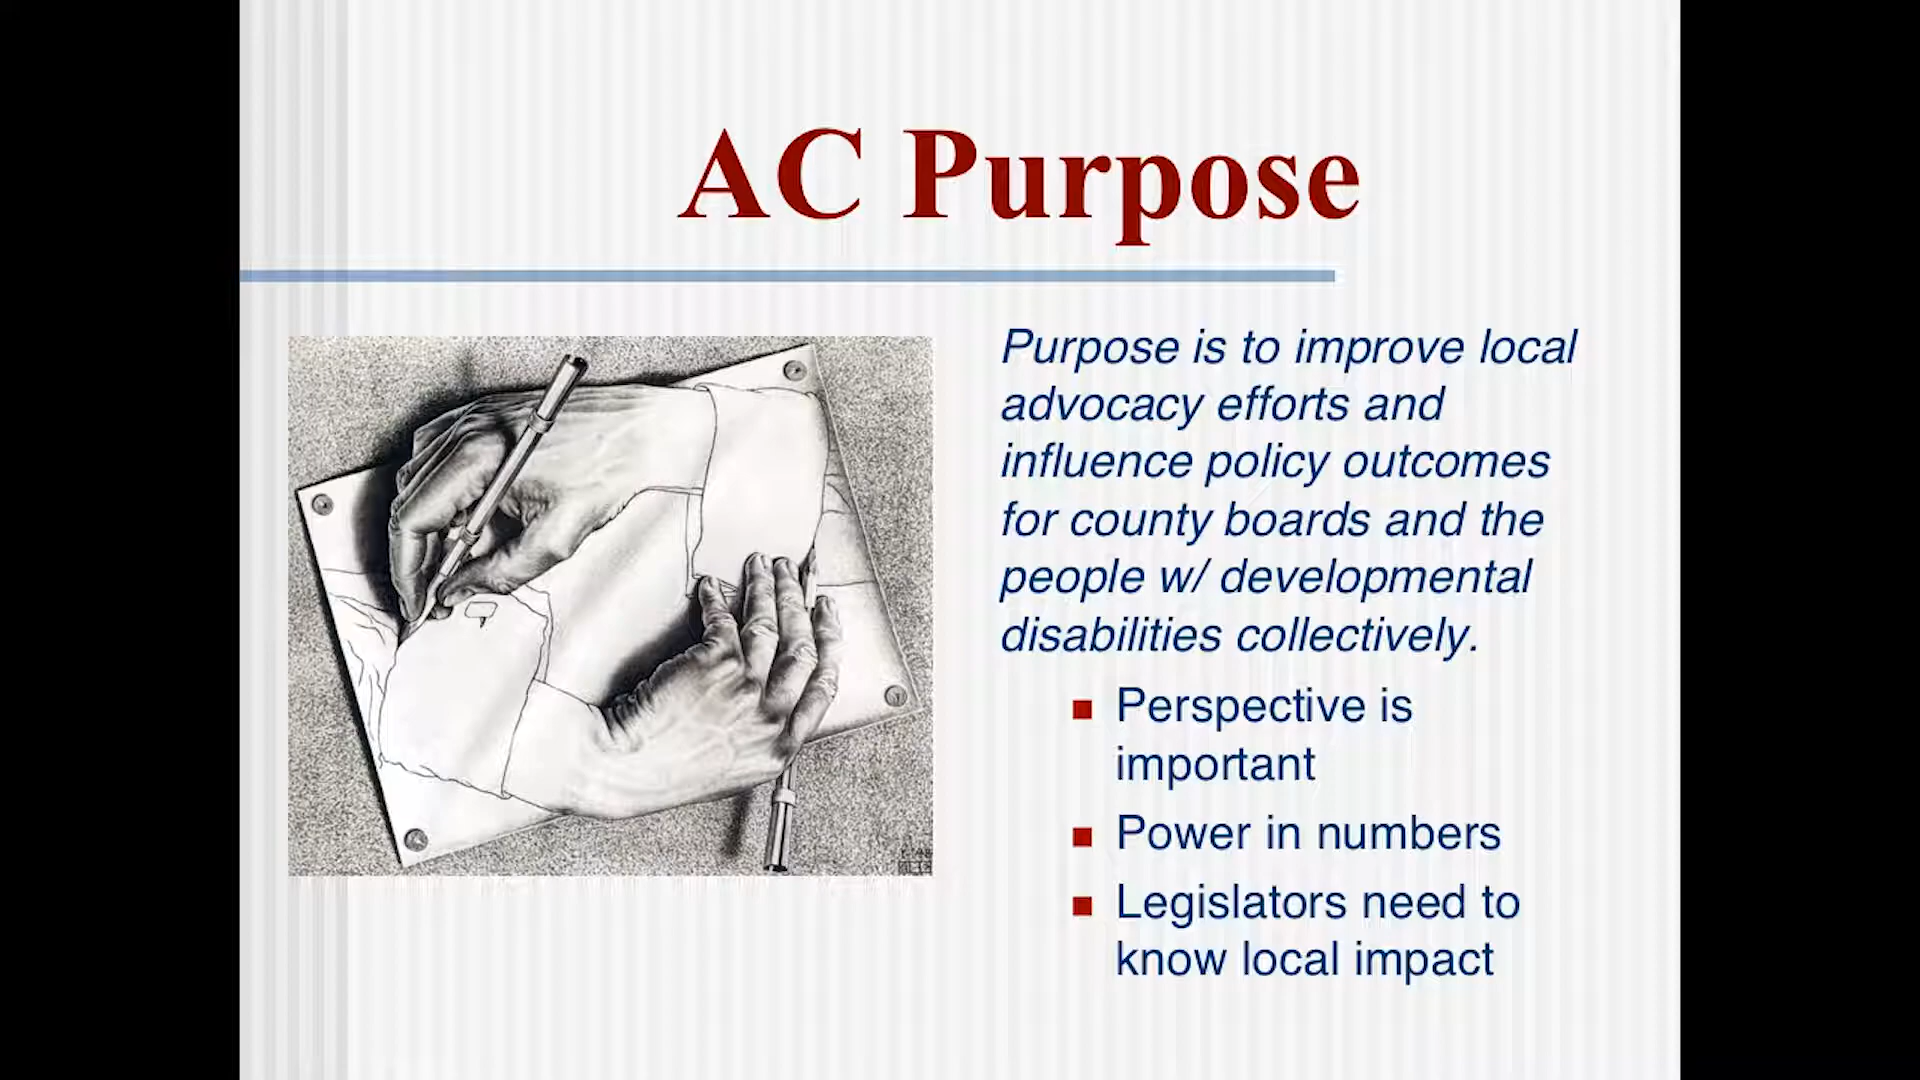 AC Purpose
Purpose is to improve local
advocacy efforts and
influence policy outcomes
for county boards and the
people w/ developmental
disabilities collectively.
Perspective is
important
Power in numbers
Legislators need to
know local impact